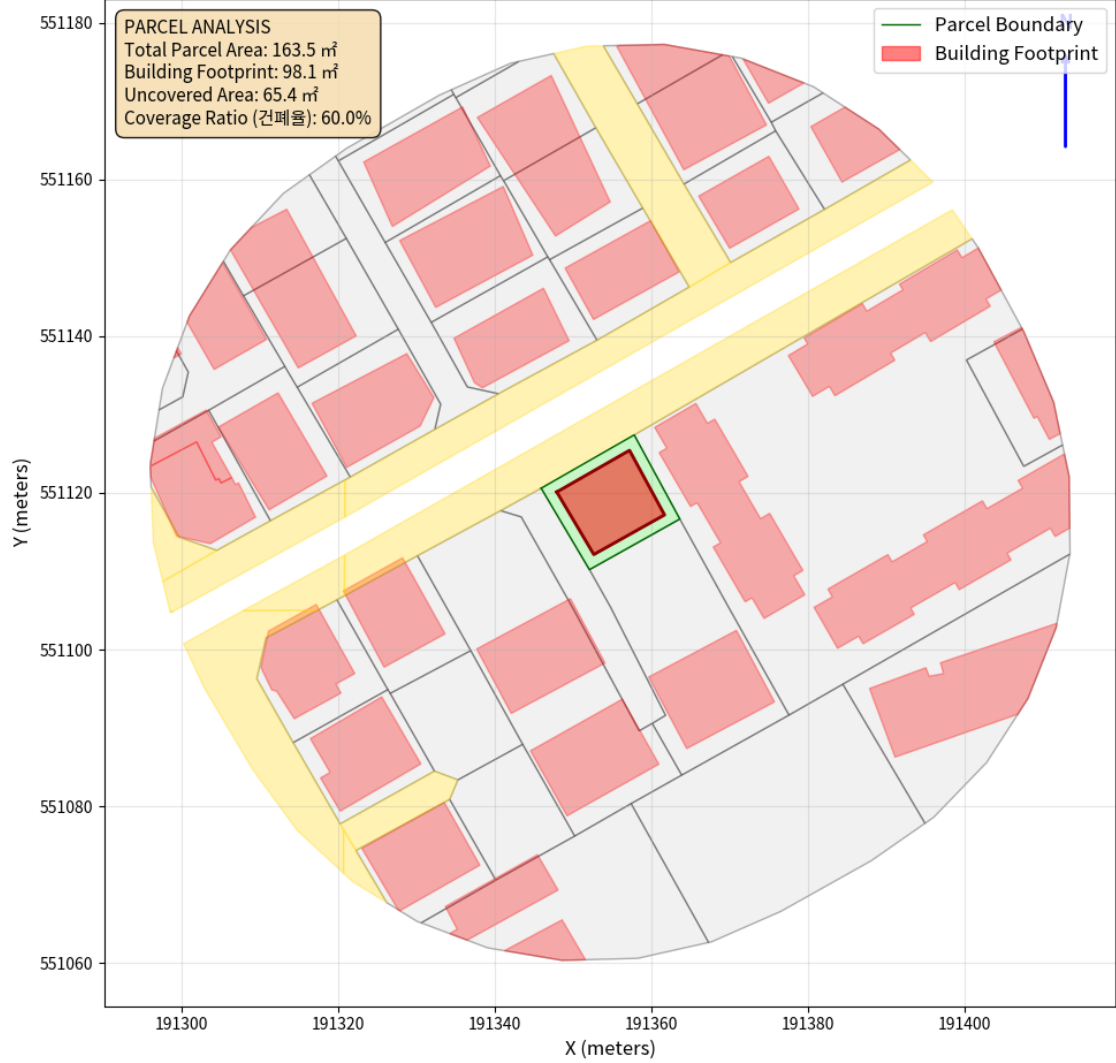 PARCEL ANALYSIS
Total Parcel Area: 163.5 ㎡
Building Footprint: 98.1 ㎡
Uncovered Area: 65.4 ㎡
Coverage Ratio (건폐율): 60.0%
Parcel Boundary
Building Footprint
N
551180
551160
551140
551120
551100
551080
551060
Y (meters)
191300
191320
191340
191360
191380
191400
X (meters)